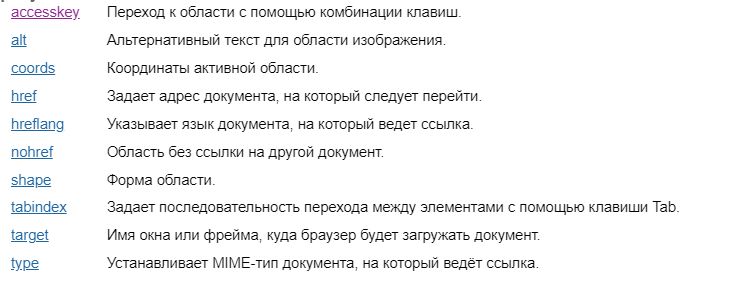 accesskey Переход к области с помощью комбинации клавиш.
alt Альтернативный текст для области изображения.
coords Координаты активной области.
href Задает адрес документа, на который следует перейти.
hreflang Указывает язык документа, на который ведет ссылка.
nohref Область без ссылки на другой документ.
shape Форма области.
tabindex Задает последовательность перехода между элементами с помощью клавиши Tab.
target Имя окна или фрейма, куда браузер будет загружать документ.
type Устанавливает MIME-тип документа, на который ведёт ссылка.